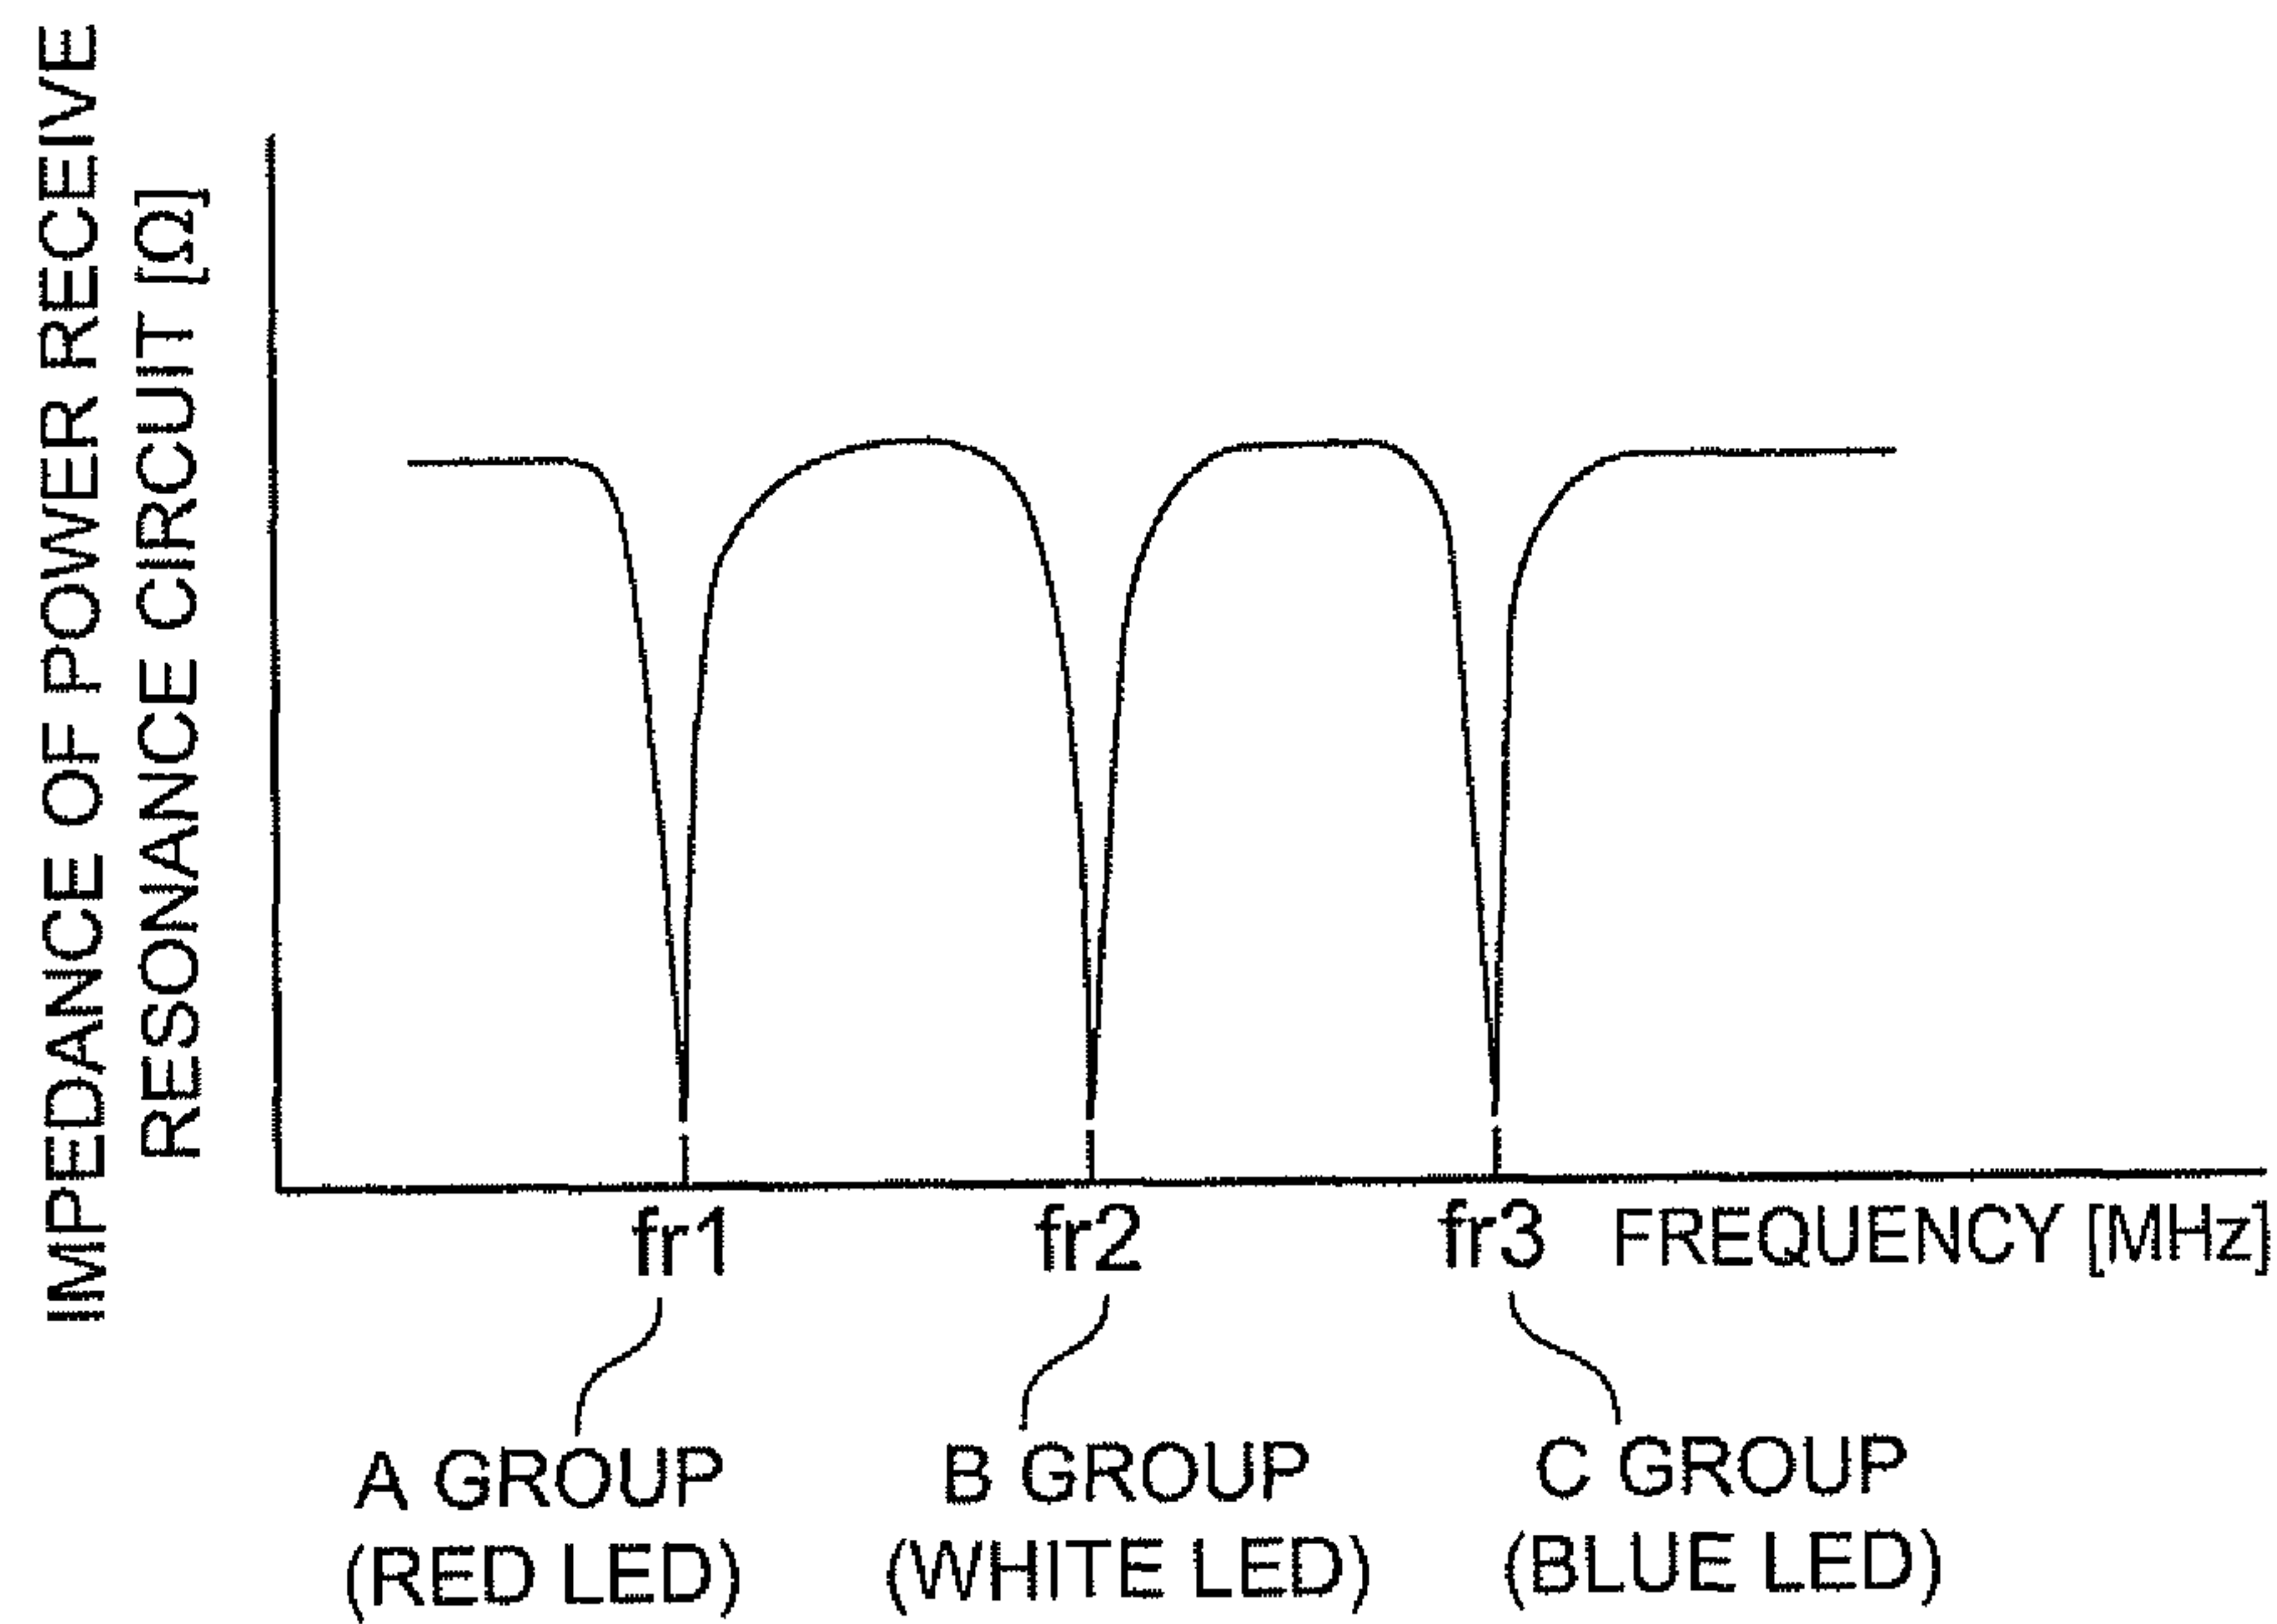 IMPEDANCE OF POWER RECEIVE
RESONANCE CIRCUIT [Ω]
fr1
fr2
fr3
FREQUENCY [MHz]
A GROUP
(RED LED)
B GROUP
(WHITE LED)
C GROUP
(BLUE LED)